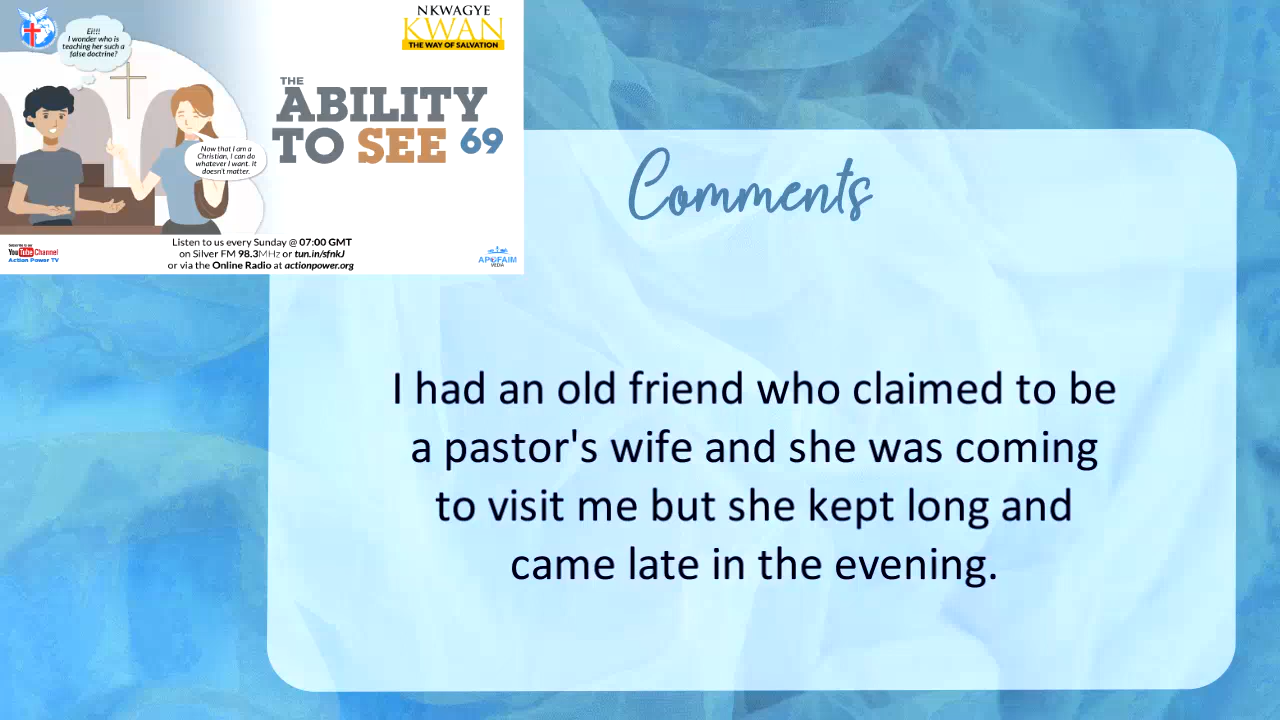 Ei!!!
I wonder who is
teaching her such a
false doctrine?
NKWAGYE
KWAN
THE WAY OF SALVATION
THE
ABILITY
TO SEE 69
Now that I am a
Christian, I can do
whatever I want. It
doesn't matter.
Listen to us every Sunday @ 07:00 GMT
on Silver FM 98.3MHz or tun.in/sfnkJ
or via the Online Radio at actionpower.org
YouTube Channel
Action Power TV
APOFAIM
MEDIA
Comments
I had an old friend who claimed to be
a pastor's wife and she was coming
to visit me but she kept long and
came late in the evening.